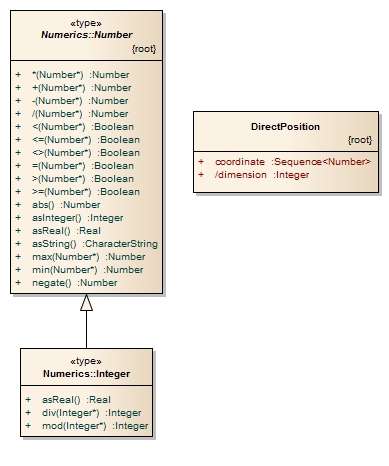 «type»
Numerics::Number
{root}
+ *(Number*) :Number
+ +(Number*) :Number
+ -(Number*) :Number
+ /(Number*) :Number
+ <(Number*) :Boolean
+ <=(Number*) :Boolean
+ <>(Number*) :Boolean
+ =(Number*) :Boolean
+ >(Number*) :Boolean
+ >=(Number*) :Boolean
+ abs() :Number
+ asInteger() :Integer
+ asReal() :Real
+ asString() :CharacterString
+ max(Number*) :Number
+ min(Number*) :Number
+ negate() :Number
DirectPosition
{root}
+ coordinate :Sequence<Number>
+ /dimension :Integer
«type»
Numerics::Integer
+ asReal() :Real
+ div(Integer*) :Integer
+ mod(Integer*) :Integer